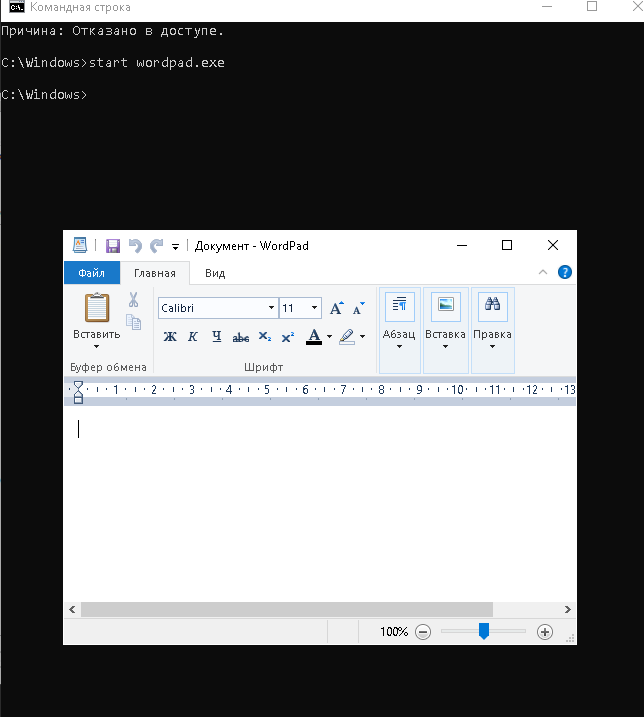 Командная строка
Причина: Отказано в доступе.
C:\Windows>start wordpad.exe
C:\Windows>
Документ - WordPad
Файл Главная Вид
Calibri 11
Вставить
Ж К Ч abc X₂ X² A
Абзац Вставка Правка
Буфер обмена Шрифт
1 2 3 4 5 6 7 8 9 10 11 12 13
100%